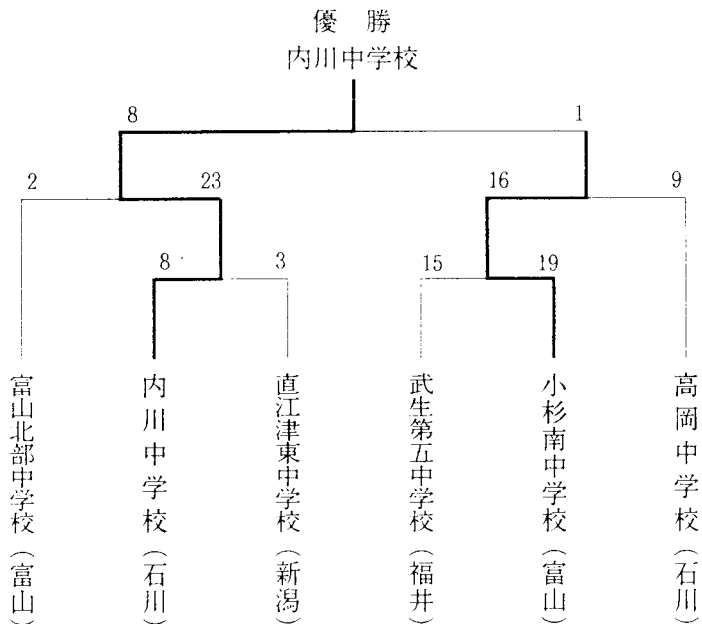 優勝
内川中学校
8 1
2 23 16 9
8 3 15 19
富山北部中学校（富山）
内川中学校（石川）
直江津東中学校（新潟）
武生第五中学校（福井）
小杉南中学校（富山）
高岡中学校（石川）